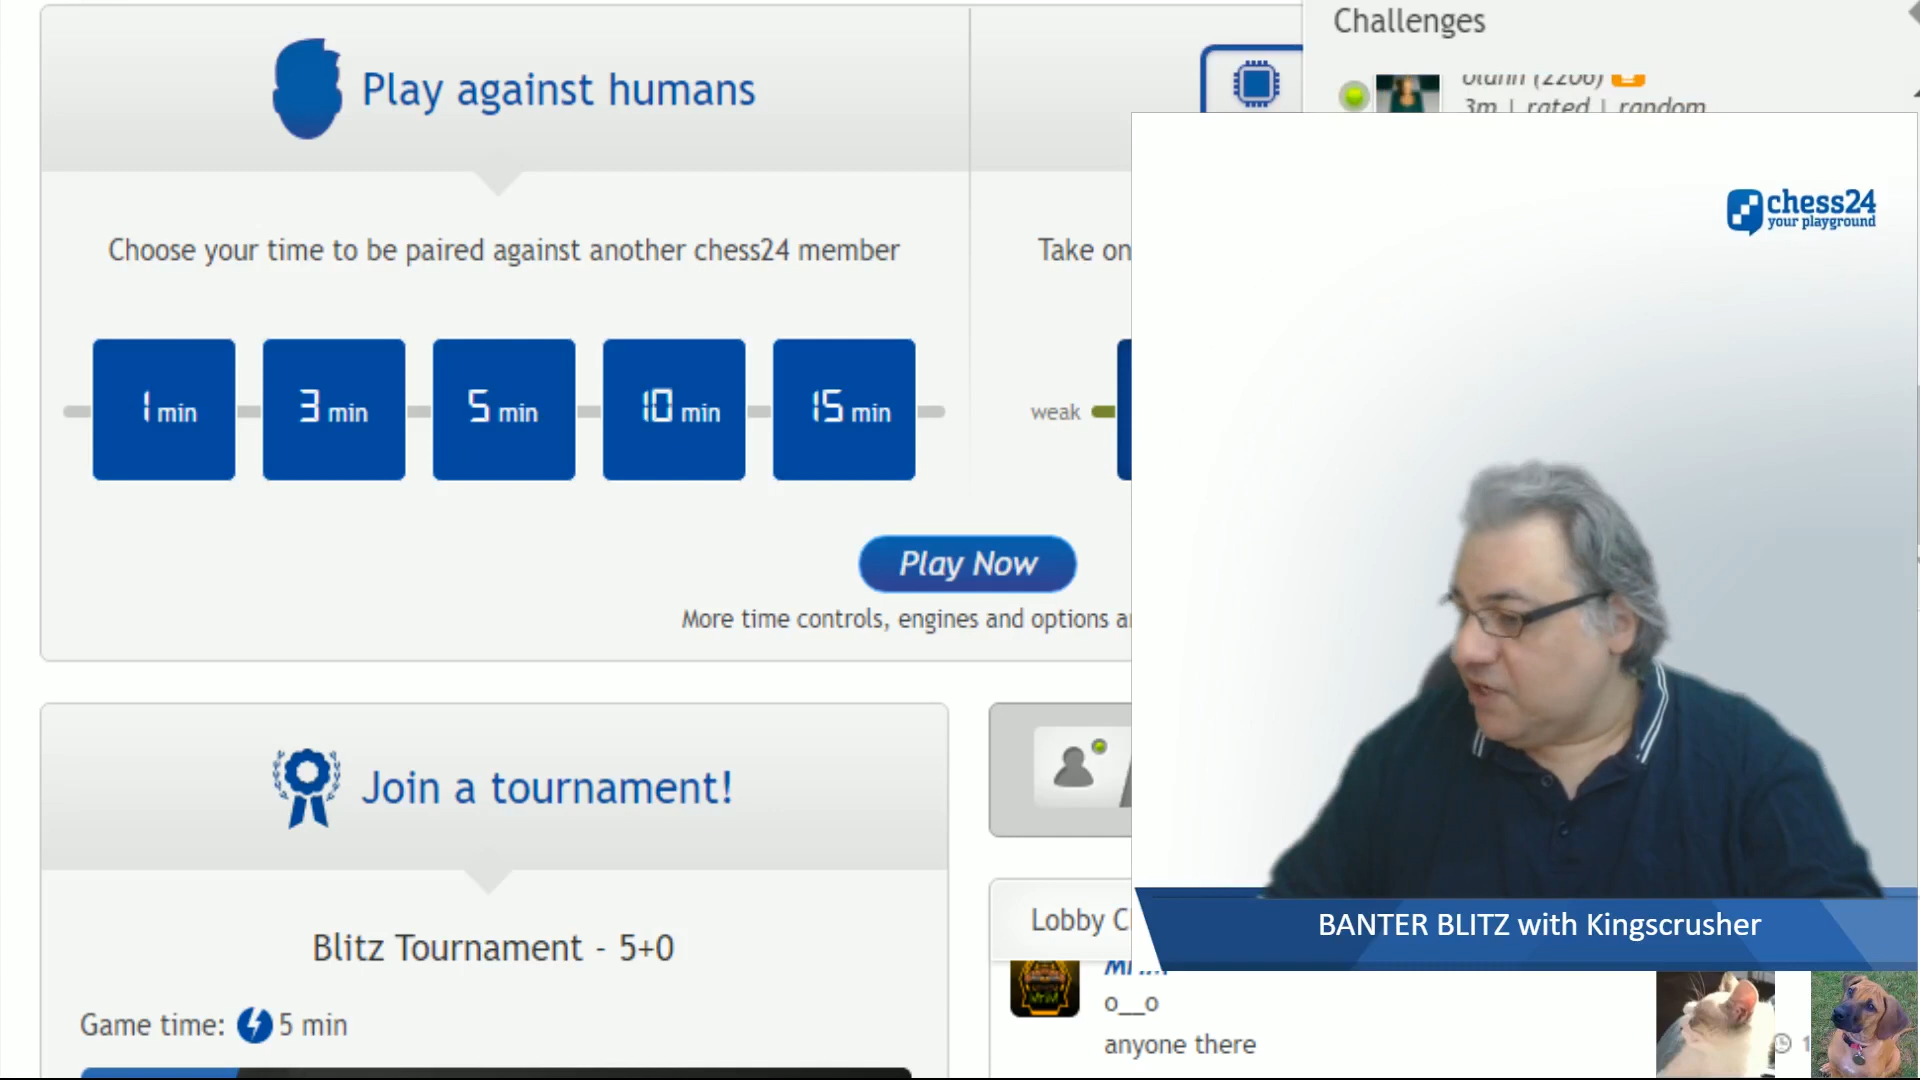 Play against humans
Choose your time to be paired against another chess24 member
1 min
3 min
5 min
10 min
15 min
Take on
weak
Play Now
More time controls, engines and options
Challenges
(2206)
3m | rated | random
chess24
your playground
Join a tournament!
Blitz Tournament - 5+0
Game time: 5 min
Lobby
o__o
anyone there
BANTER BLITZ with Kingscrusher